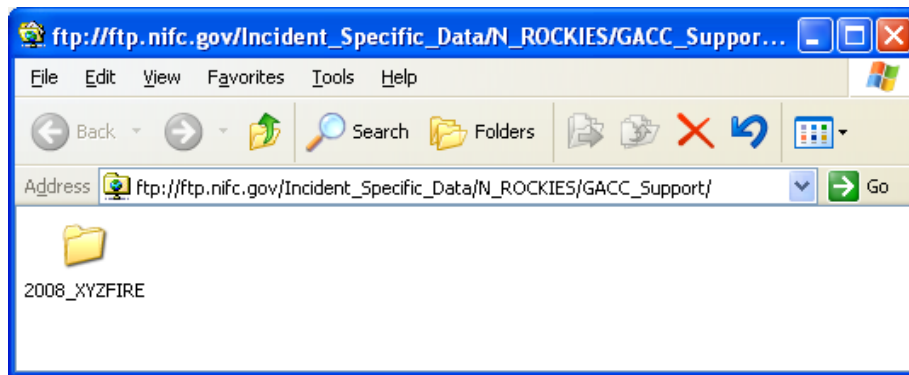 ftp://ftp.nifc.gov/Incident_Specific_Data/N_ROCKIES/GACC_Suppor...
File Edit View Favorites Tools Help
Back Search Folders
Address ftp://ftp.nifc.gov/Incident_Specific_Data/N_ROCKIES/GACC_Support/ Go
2008_XYZFIRE